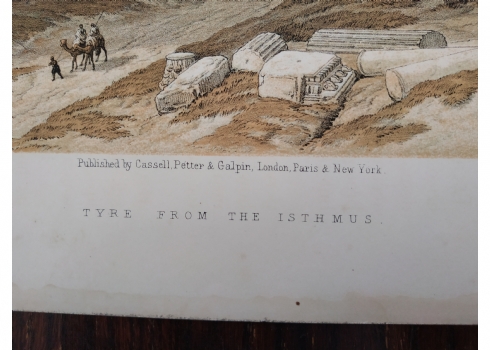 Published by Cassell, Petter & Galpin, London, Paris & New York.
TYRE FROM THE ISTHMUS.